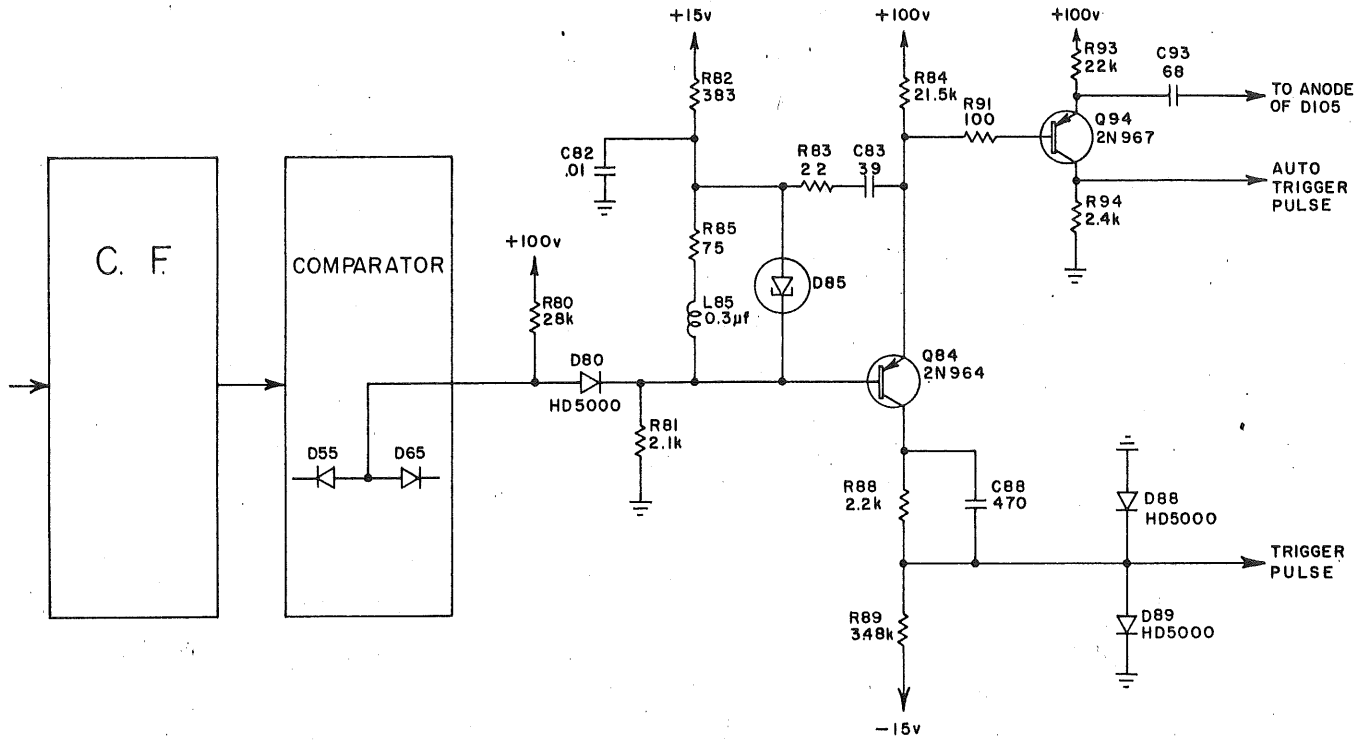 +15v
+100v
+100v
R82
383
R84
21.5k
R93
22k
C93
68
TO ANODE
OF D105
R91
100
Q94
2N967
C82
.01
R83
22
C83
39
AUTO
TRIGGER
PULSE
R94
2.4k
R85
75
C. F.
COMPARATOR
+100v
D85
R80
28k
L85
0.3µf
D80
HD5000
Q84
2N964
R81
2.1k
D55
D65
R88
2.2k
C88
470
D88
HD5000
TRIGGER
PULSE
R89
348k
D89
HD5000
-15v